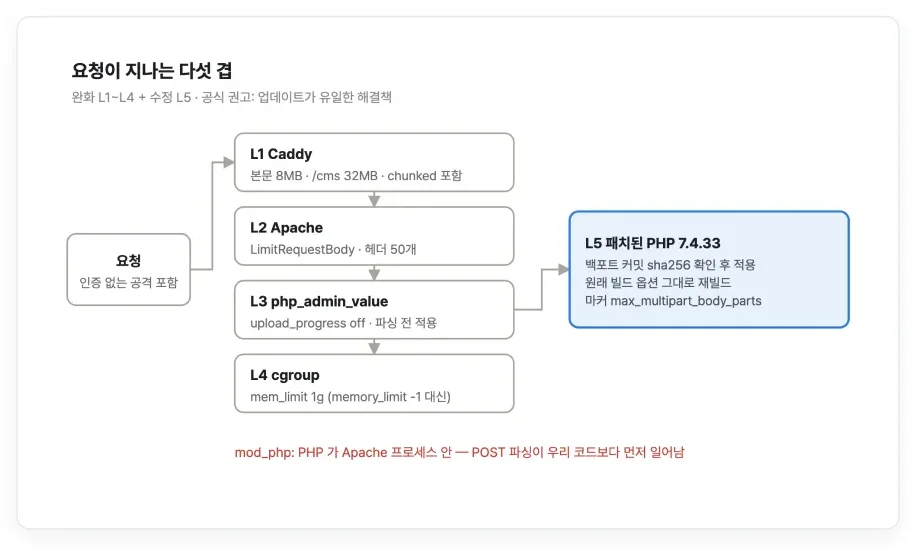 요청이 지나는 다섯 겹
완화 L1~L4 + 수정 L5 · 공식 권고: 업데이트가 유일한 해결책
L1 Caddy
본문 8MB · /cms 32MB · chunked 포함
L2 Apache
LimitRequestBody · 헤더 50개
요청
인증 없는 공격 포함
L3 php_admin_value
upload_progress off · 파싱 전 적용
L4 cgroup
mem_limit 1g (memory_limit -1 대신)
L5 패치된 PHP 7.4.33
백포트 커밋 sha256 확인 후 적용
원래 빌드 옵션 그대로 재빌드
마커 max_multipart_body_parts
mod_php: PHP 가 Apache 프로세스 안 — POST 파싱이 우리 코드보다 먼저 일어남